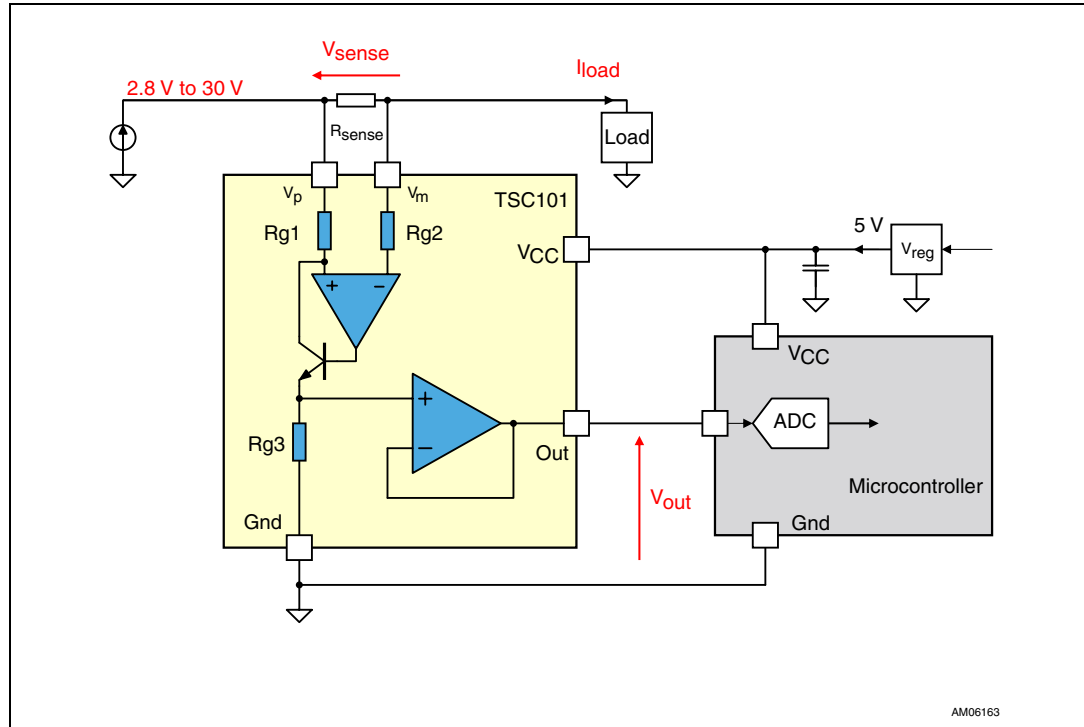 Vsense
Iload
2.8 V to 30 V
Rsense
Load
Vp
Vm
TSC101
Rg1
Rg2
VCC
5 V
Vreg
+
−
VCC
+
ADC
Rg3
−
Out
Microcontroller
Vout
Gnd
Gnd
AM06163